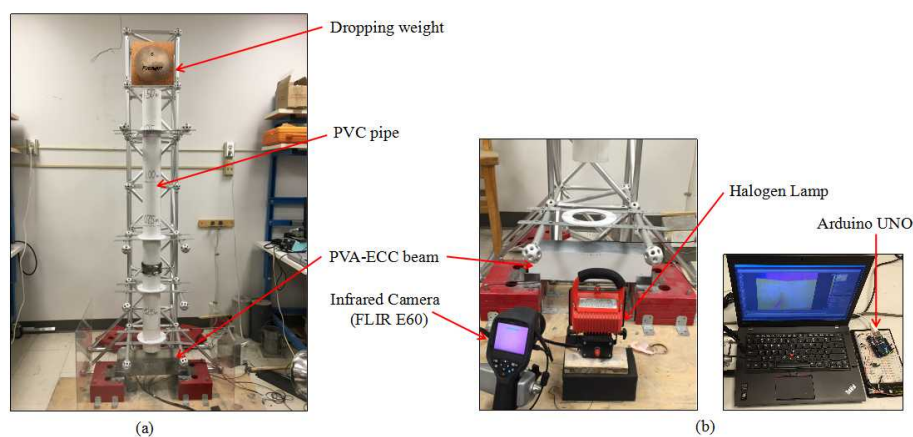 Dropping weight
PVC pipe
PVA-ECC beam
Infrared Camera
(FLIR E60)
Halogen Lamp
Arduino UNO
(a)
(b)